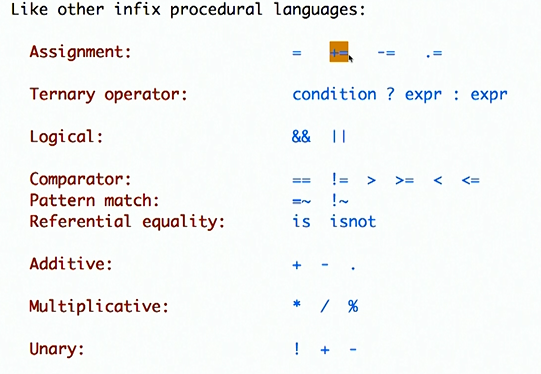 Like other infix procedural languages:
Assignment: = += -= .=
Ternary operator: condition ? expr : expr
Logical: && ||
Comparator: == != > >= < <=
Pattern match: =~ !~
Referential equality: is isnot
Additive: + - .
Multiplicative: * / %
Unary: ! + -